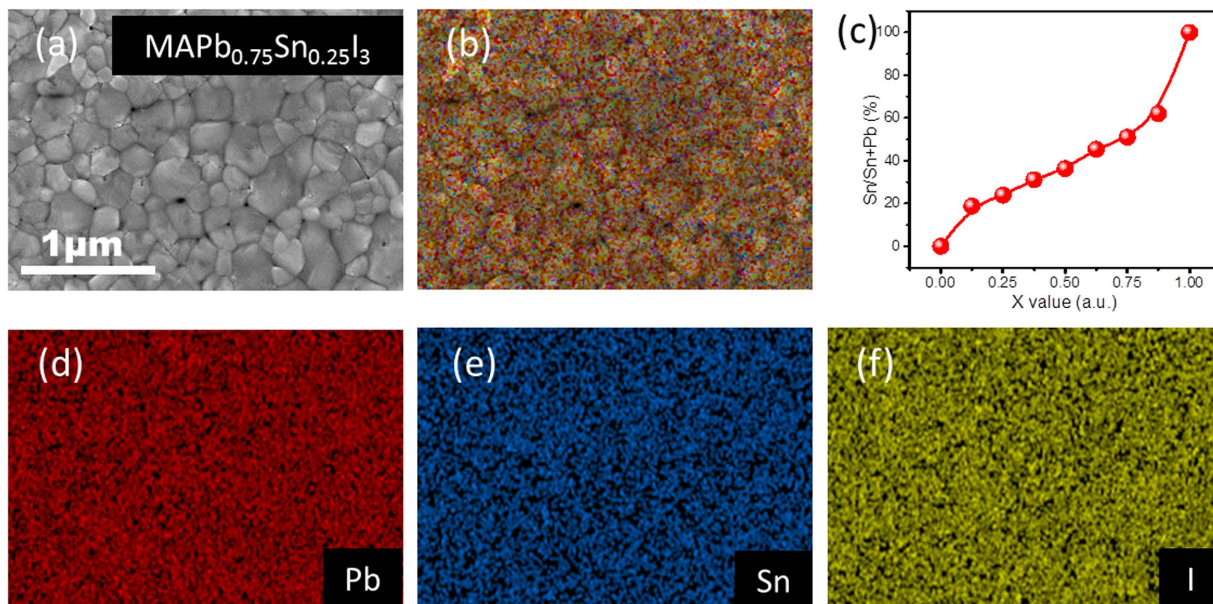 (a)
MAPb₀.₇₅Sn₀.₂₅I₃
1µm
(b)
(c)
100
80
60
40
20
0
Sn/Sn+Pb (%)
0.00 0.25 0.50 0.75 1.00
X value (a.u.)
(d)
Pb
(e)
Sn
(f)
I